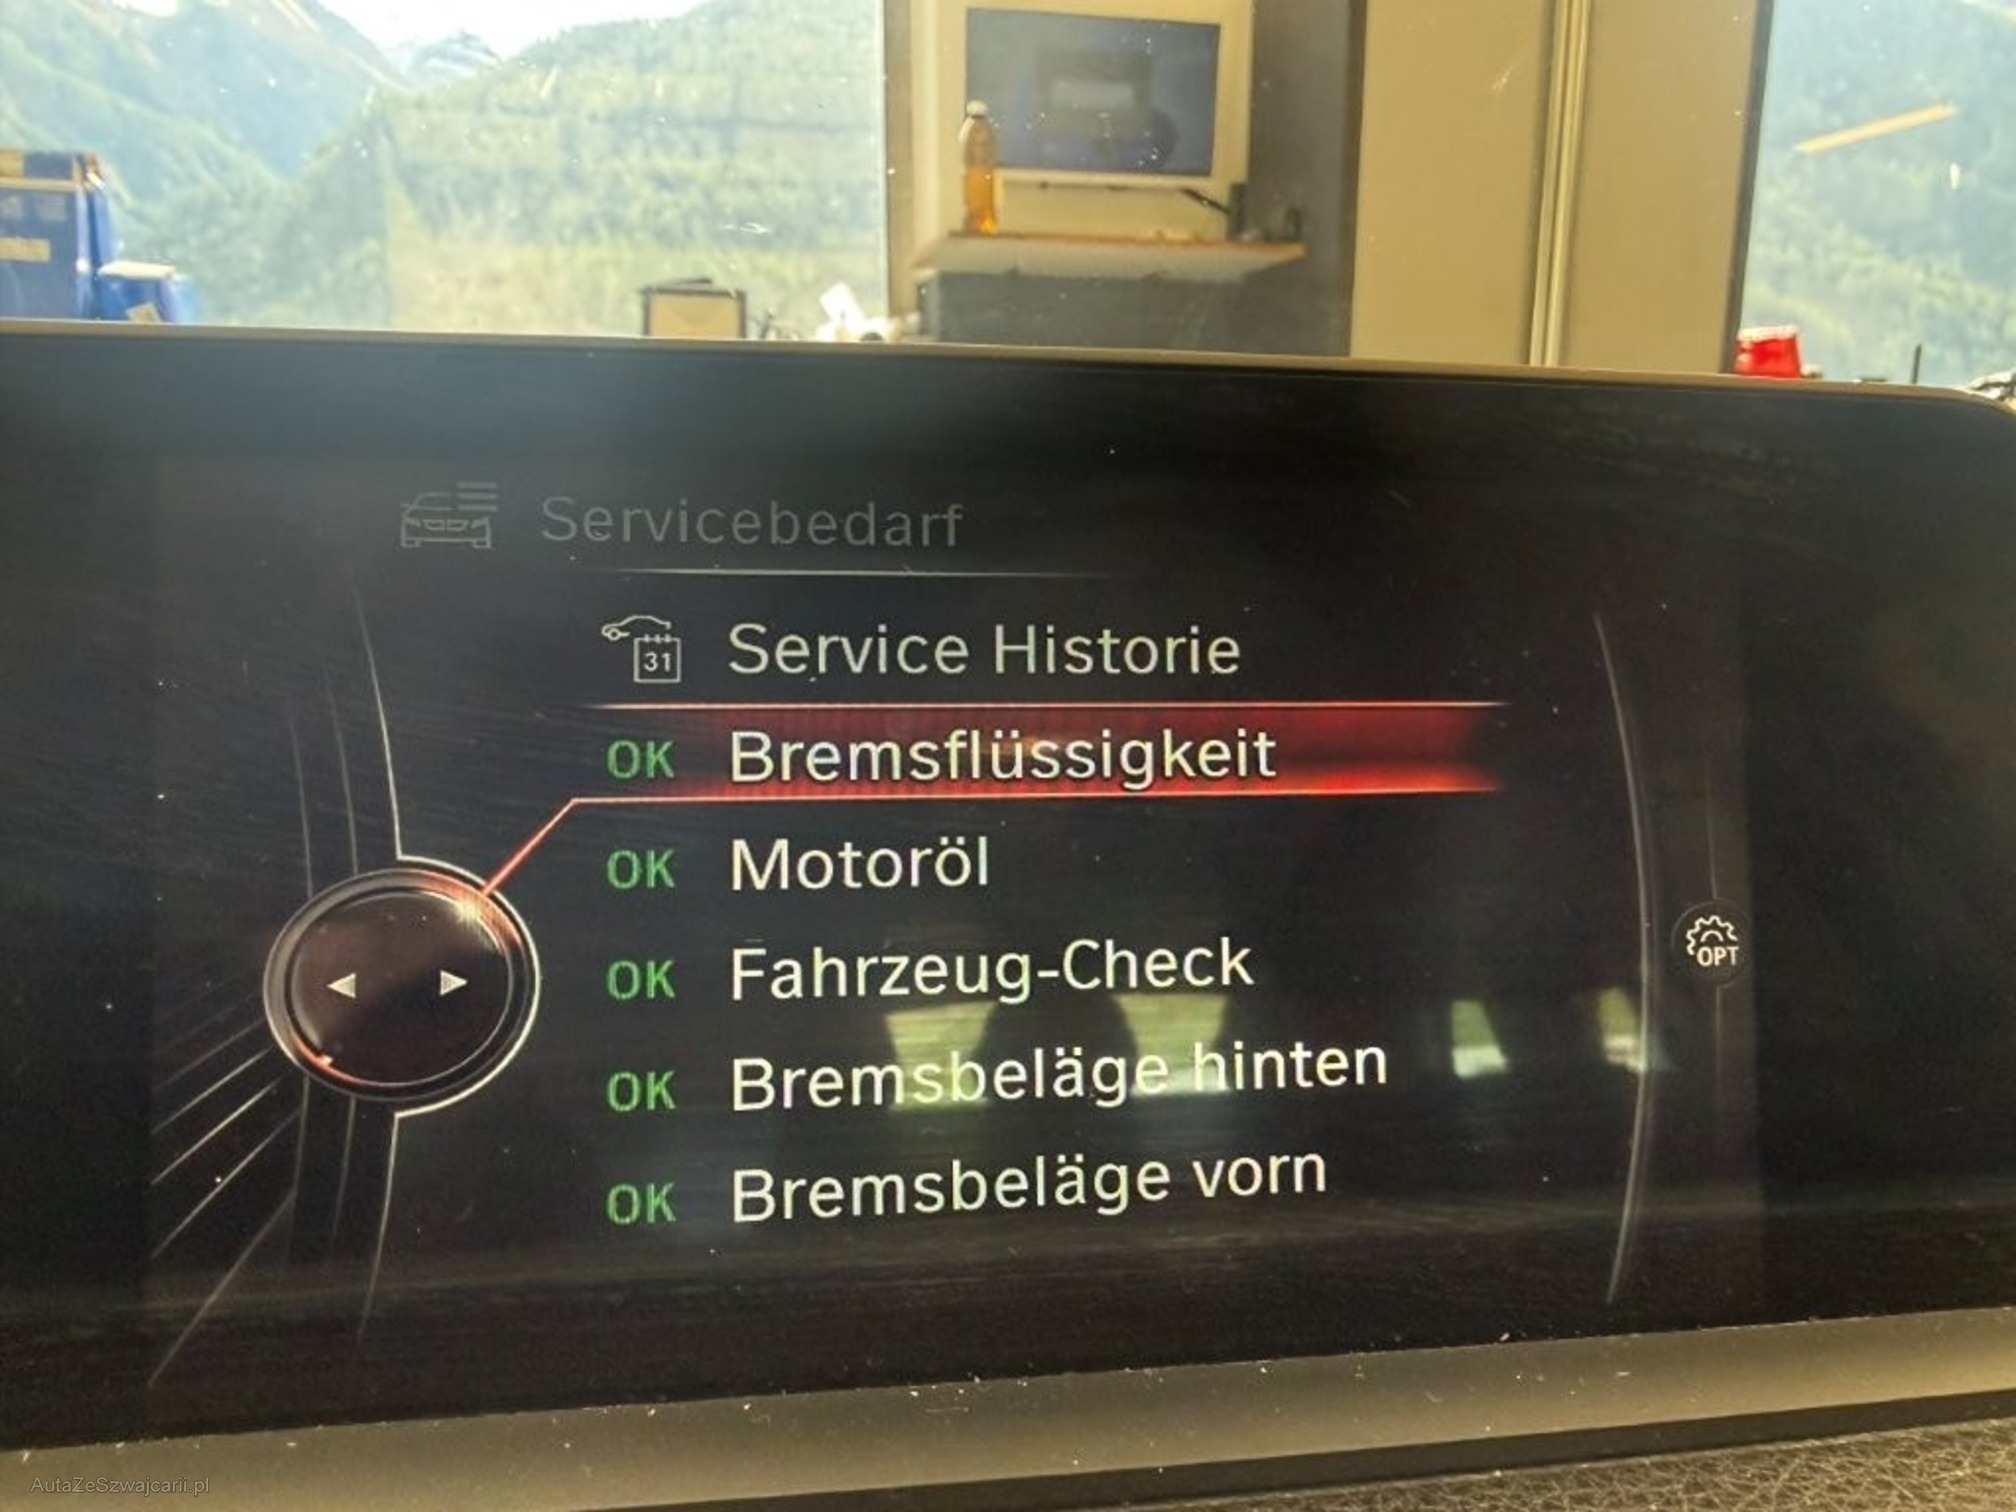 Servicebedarf
31 Service Historie
OK Bremsflüssigkeit
OK Motoröl
OK Fahrzeug-Check
OPT
OK Bremsbeläge hinten
OK Bremsbeläge vorn
AutaZeSzwajcarii.pl